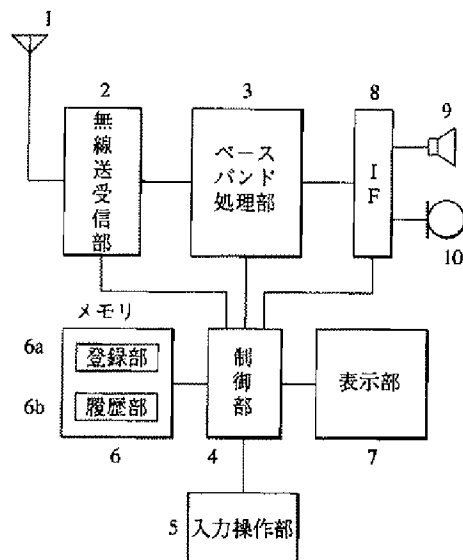 1
2
3
8
9
無線送受信部
ベース
バンド
処理部
IF
10
メモリ
6a
登録部
6b
履歴部
6
制御部
4
表示部
7
5
入力操作部